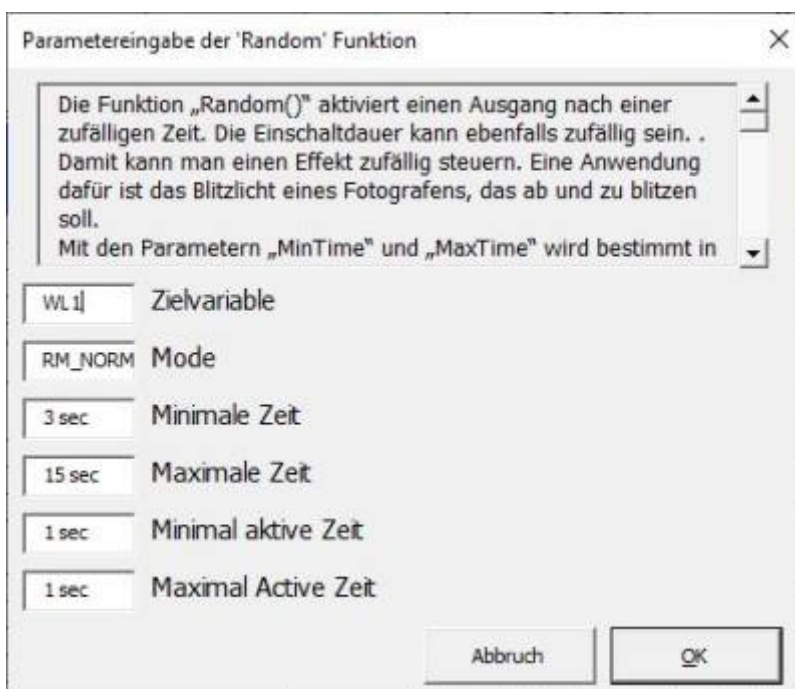 Parametereingabe der 'Random' Funktion
Die Funktion „Random()“ aktiviert einen Ausgang nach einer
zufälligen Zeit. Die Einschaltdauer kann ebenfalls zufällig sein. .
Damit kann man einen Effekt zufällig steuern. Eine Anwendung
dafür ist das Blitzlicht eines Fotografens, das ab und zu blitzen
soll.
Mit den Parametern „MinTime“ und „MaxTime“ wird bestimmt in
WL1 Zielvariable
RM_NORM Mode
3 sec Minimale Zeit
15 sec Maximale Zeit
1 sec Minimal aktive Zeit
1 sec Maximal Active Zeit
Abbruch OK